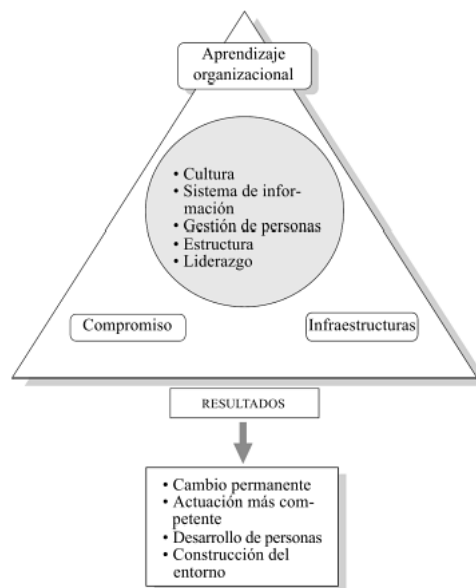 Aprendizaje
organizacional
• Cultura
• Sistema de infor-
mación
• Gestión de personas
• Estructura
• Liderazgo
Compromiso
Infraestructuras
RESULTADOS
• Cambio permanente
• Actuación más com-
petente
• Desarrollo de personas
• Construcción del
entorno